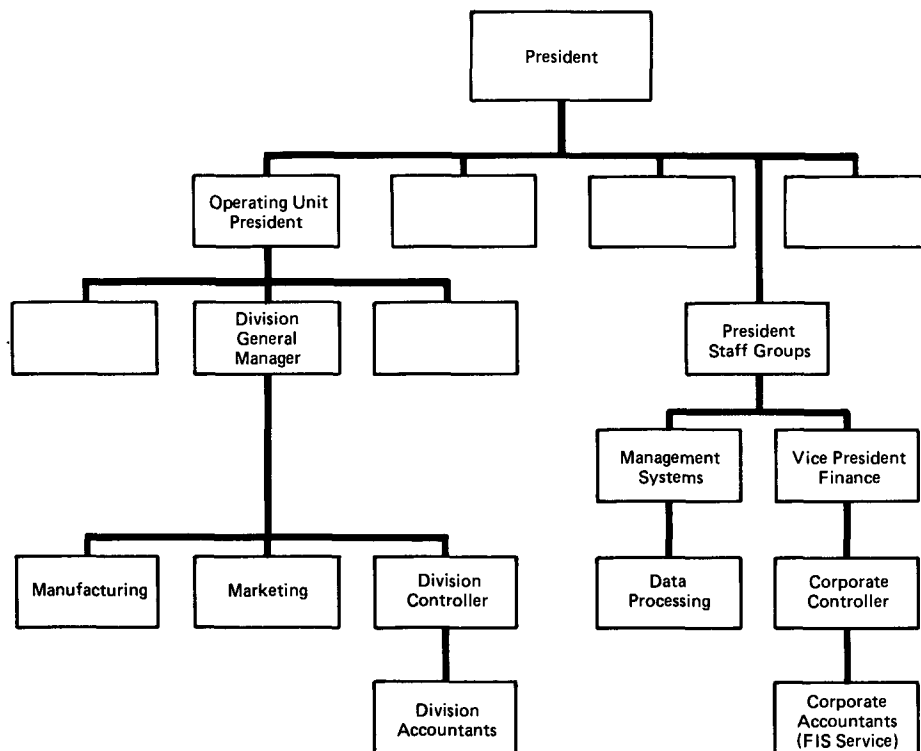 President
Operating Unit
President
Division
General
Manager
President
Staff Groups
Management
Systems
Vice President
Finance
Manufacturing
Marketing
Division
Controller
Data
Processing
Corporate
Controller
Division
Accountants
Corporate
Accountants
(FIS Service)